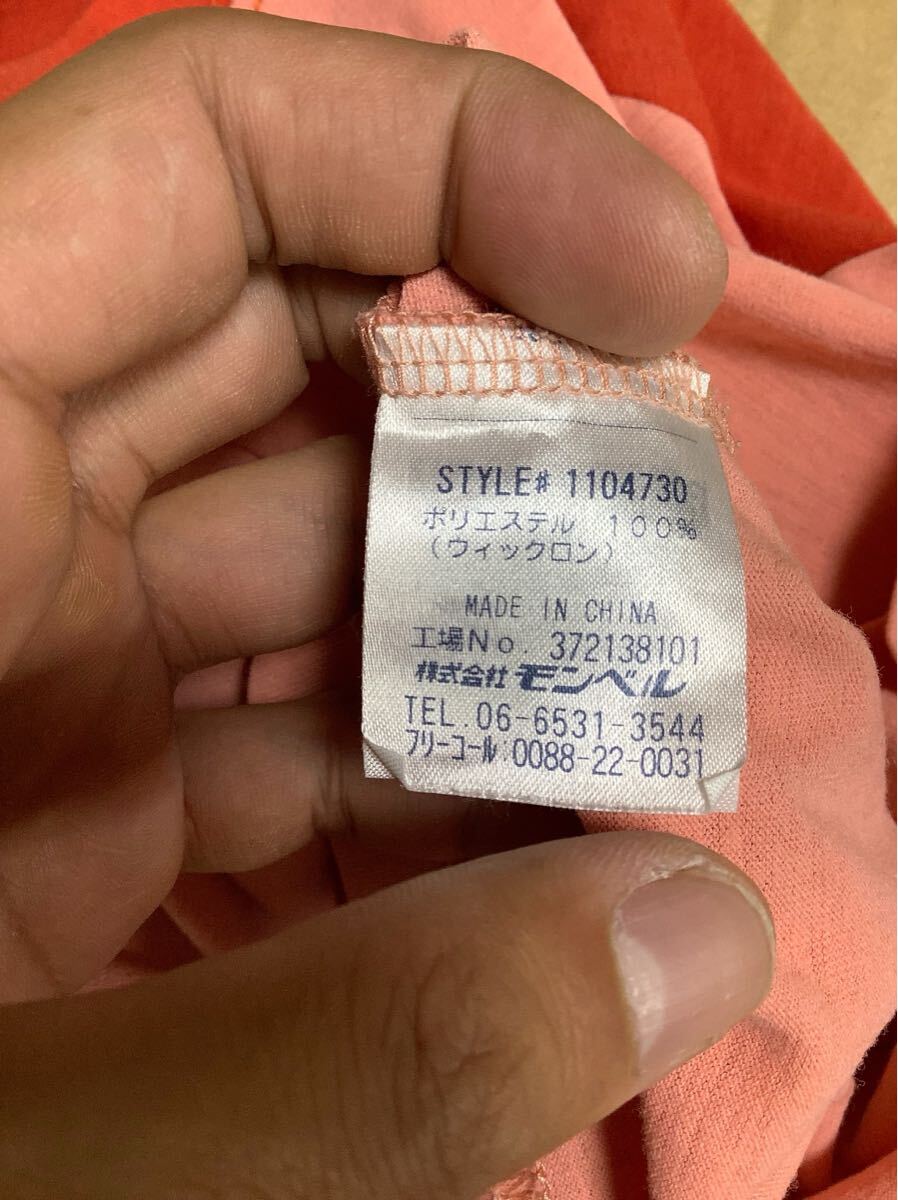 STYLE# 1104730
ポリエステル 100%
(ウィックロン)
MADE IN CHINA
工場No. 372138101
株式会社モンベル
TEL.06-6531-3544
フリーコール:0088-22-0031